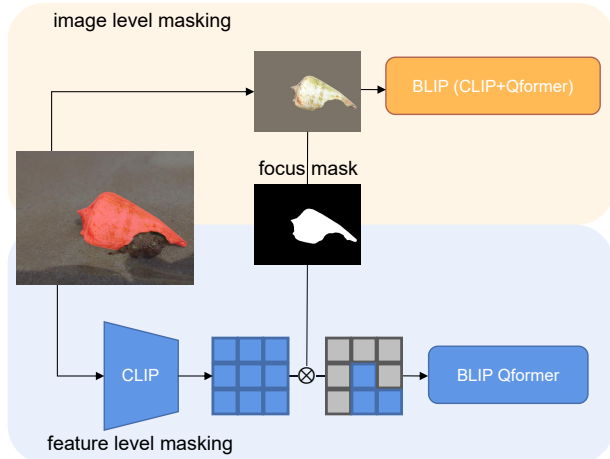 image level masking
BLIP (CLIP+Qformer)
focus mask
CLIP
BLIP Qformer
feature level masking